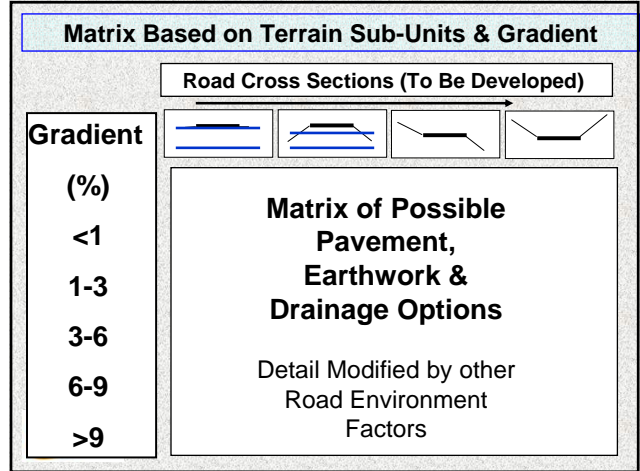 Matrix Based on Terrain Sub-Units & Gradient
Road Cross Sections (To Be Developed)
Gradient
(%)
<1
1-3
3-6
6-9
>9
Matrix of Possible
Pavement,
Earthwork &
Drainage Options
Detail Modified by other
Road Environment
Factors